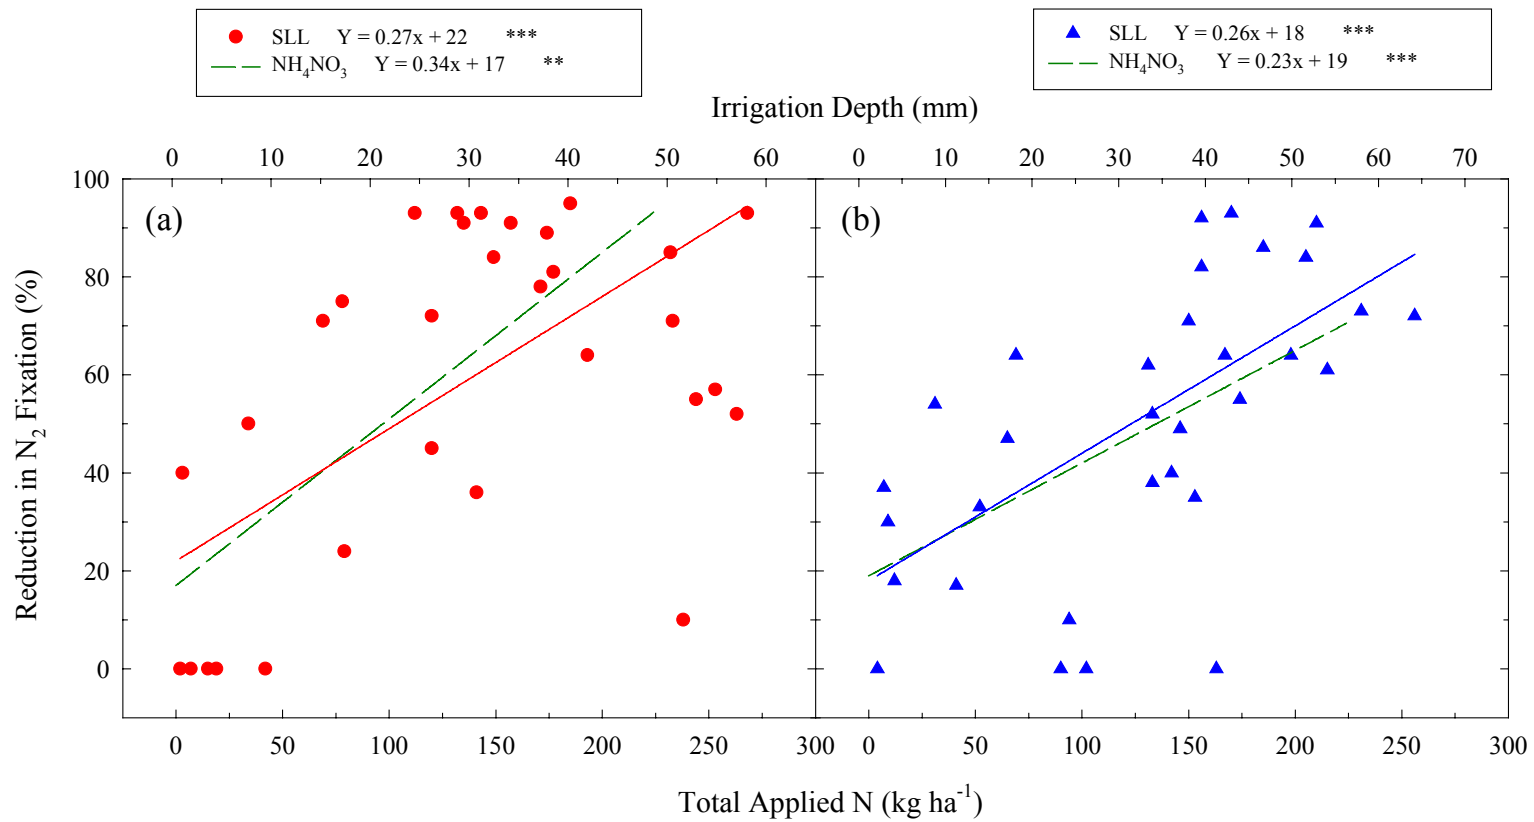 SLL Y = 0.27x + 22 ***
NH₄NO₃ Y = 0.34x + 17 **
SLL Y = 0.26x + 18 ***
NH₄NO₃ Y = 0.23x + 19 ***
Irrigation Depth (mm)
0 10 20 30 40 50 60
0 10 20 30 40 50 60 70
100
80
60
40
20
0
Reduction in N₂ Fixation (%)
(a)
(b)
0 50 100 150 200 250 300
0 50 100 150 200 250 300
Total Applied N (kg ha⁻¹)